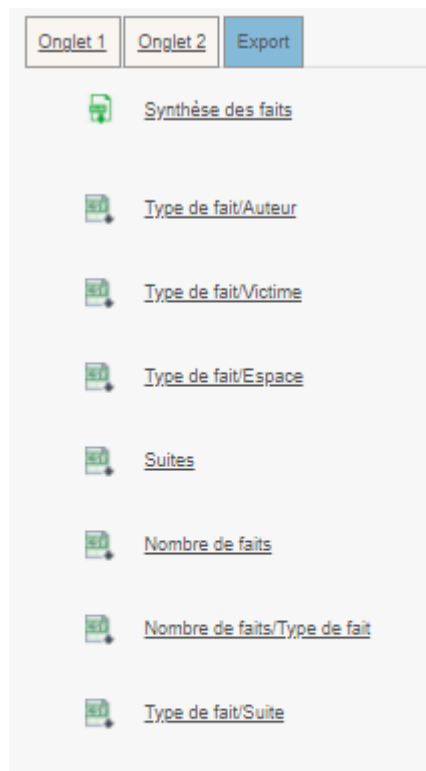 Onglet 1 Onglet 2 Export
Synthèse des faits
Type de fait/Auteur
Type de fait/Victime
Type de fait/Espace
Suites
Nombre de faits
Nombre de faits/Type de fait
Type de fait/Suite